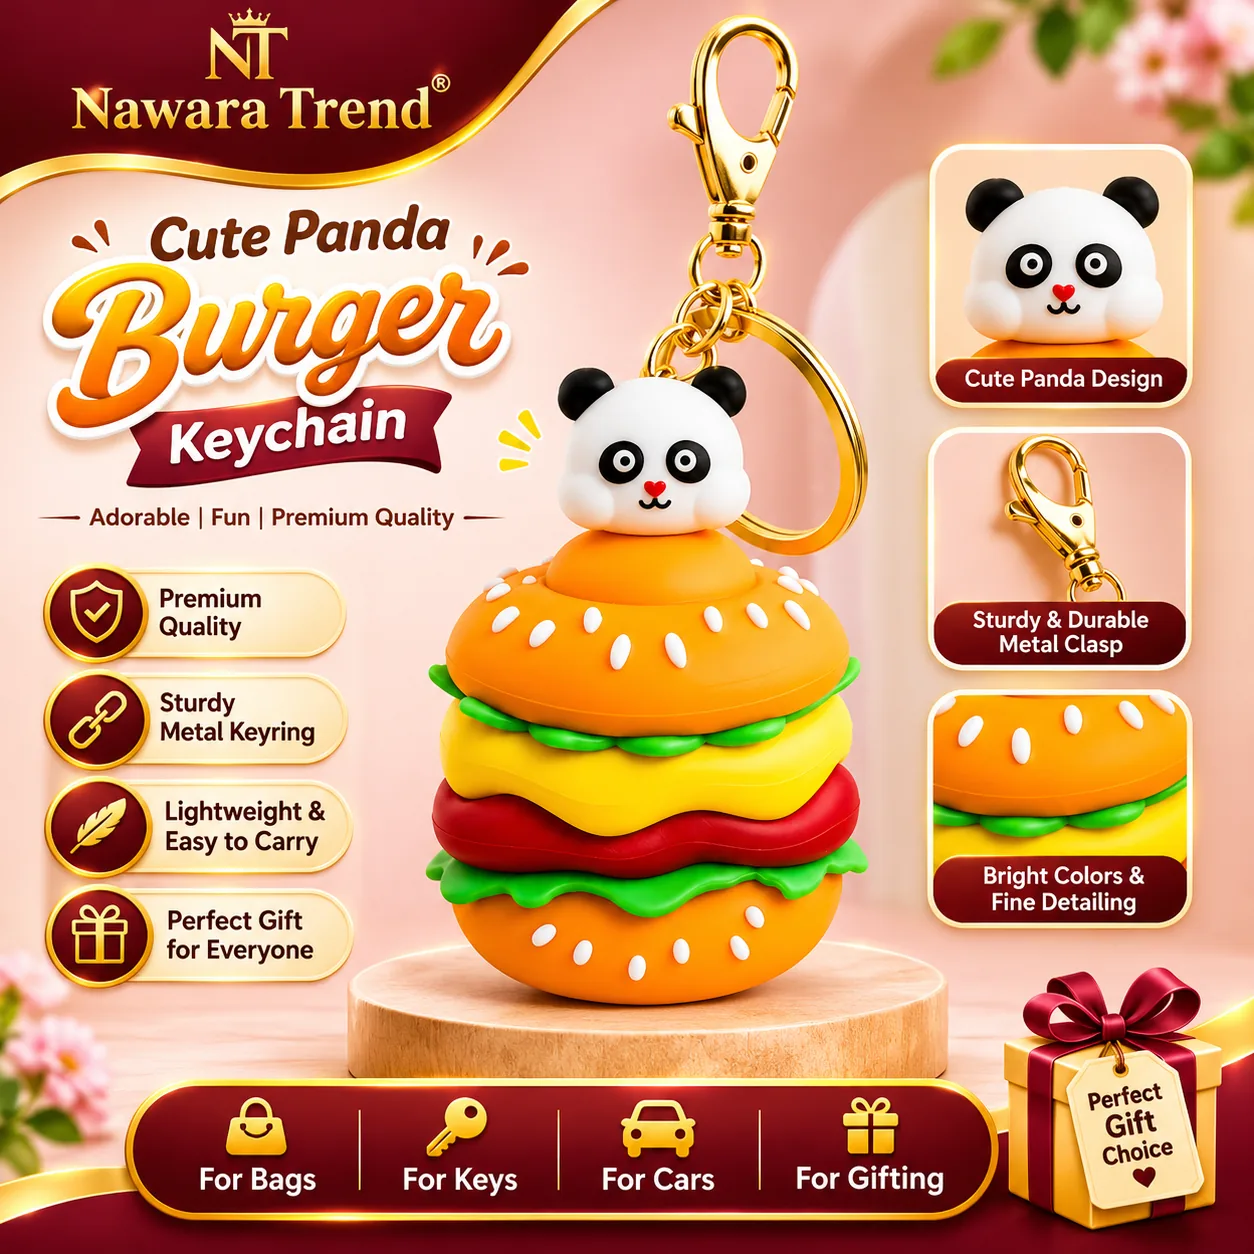 NT
Nawara Trend®
Cute Panda
Burger
Keychain
Adorable | Fun | Premium Quality
Premium
Quality
Sturdy
Metal Keyring
Lightweight &
Easy to Carry
Perfect Gift
for Everyone
Cute Panda Design
Sturdy & Durable
Metal Clasp
Bright Colors &
Fine Detailing
For Bags
For Keys
For Cars
For Gifting
Perfect
Gift
Choice